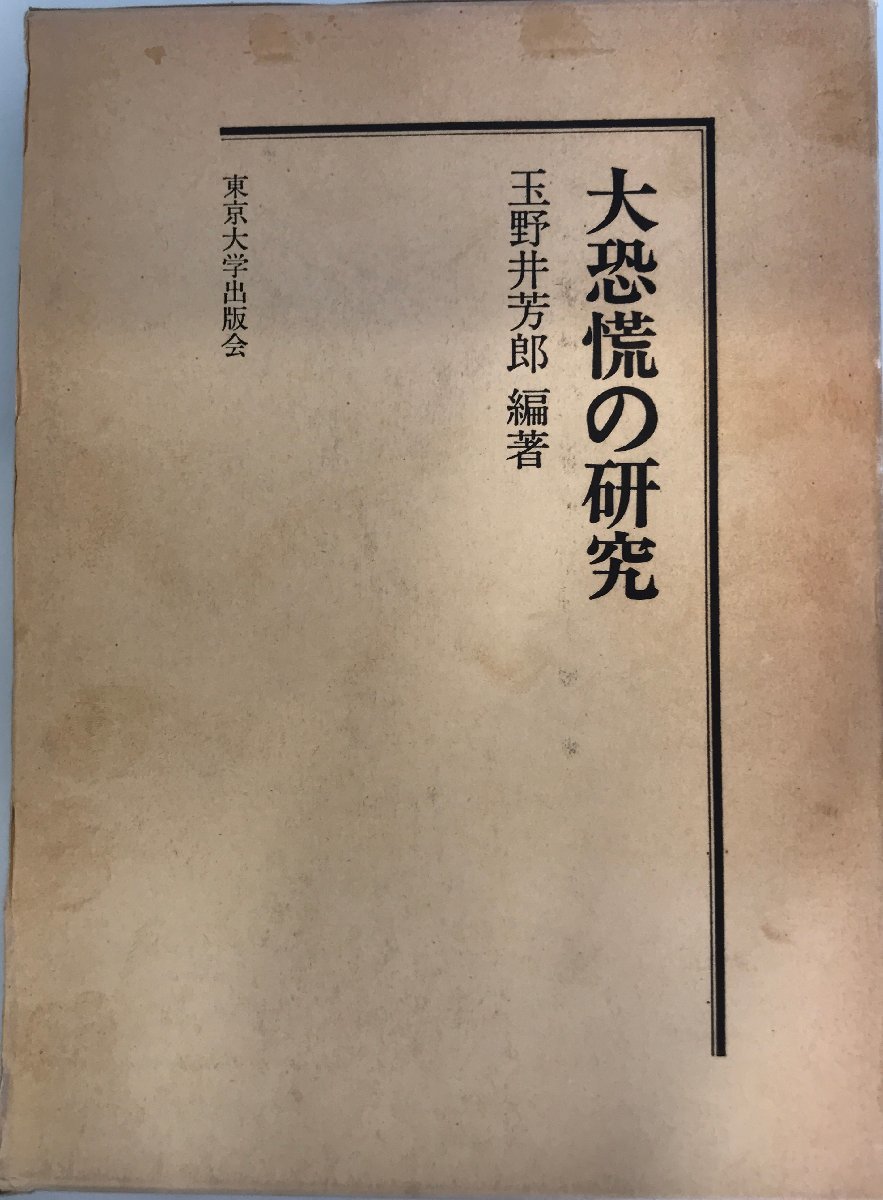 大恐慌の研究
玉野井芳郎 編著
東京大学出版会